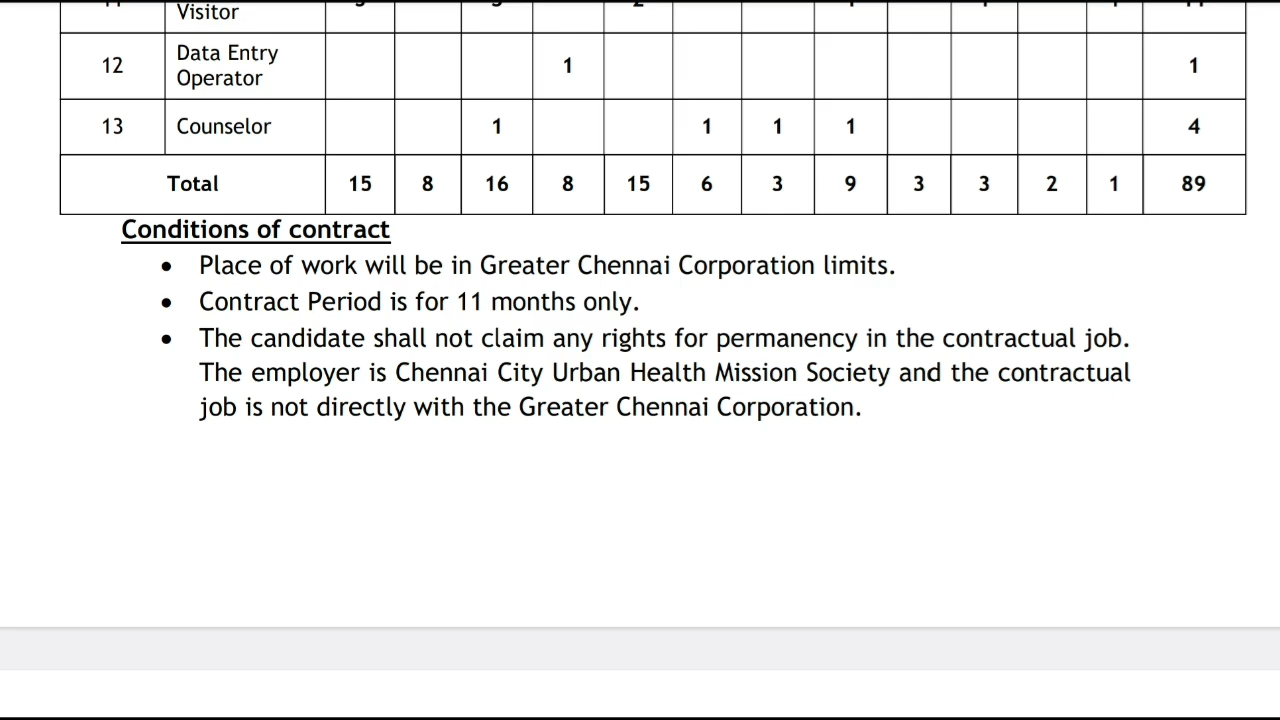 Visitor
12 Data Entry Operator 1 1
13 Counselor 1 1 1 1 4
Total 15 8 16 8 15 6 3 9 3 3 2 1 89
Conditions of contract
• Place of work will be in Greater Chennai Corporation limits.
• Contract Period is for 11 months only.
• The candidate shall not claim any rights for permanency in the contractual job.
The employer is Chennai City Urban Health Mission Society and the contractual
job is not directly with the Greater Chennai Corporation.